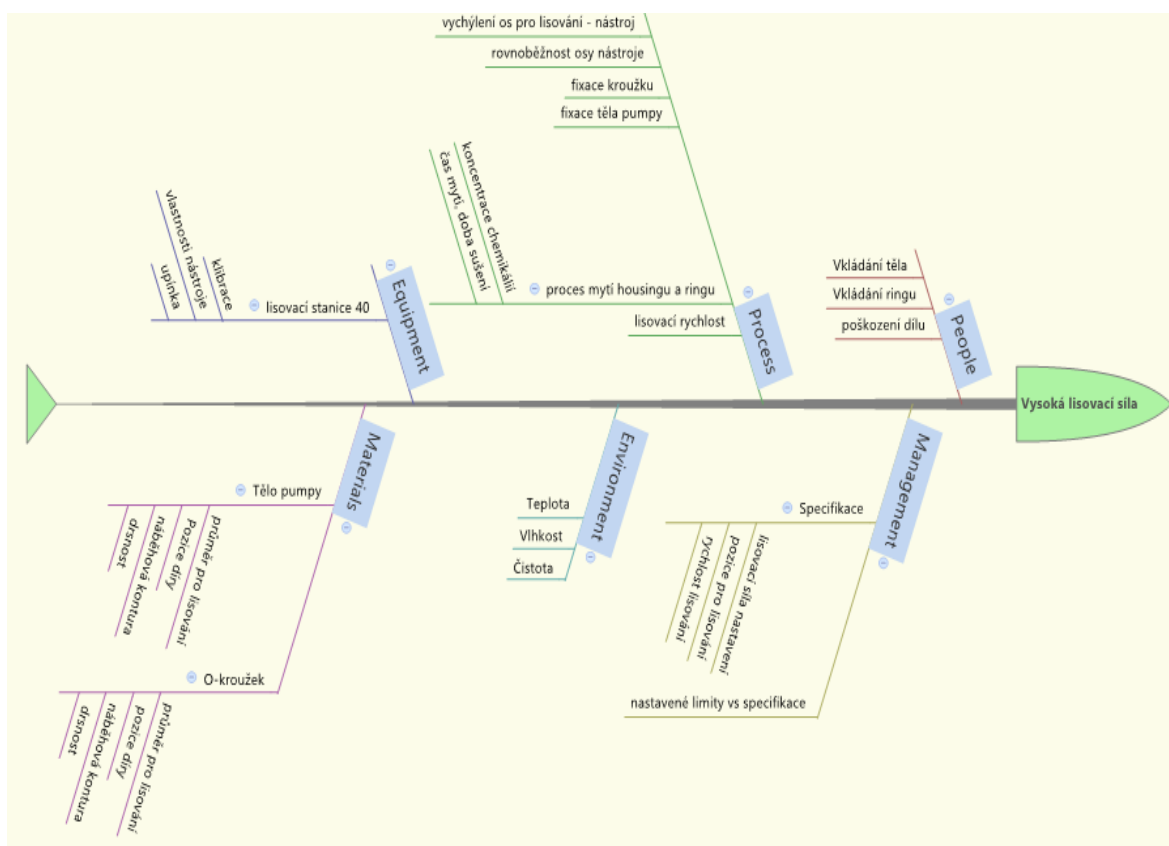 vychýlení os pro lisování - nástroj
rovnoběžnost osy nástroje
fixace kroužku
fixace těla pumpy
koncentrace chemikálií
čas mytí, doba sušení
proces mytí housingu a ringu
lisovací rychlost
Process
vlastnosti nástroje
upínka
klibrace
lisovací stanice 40
Equipment
Vkládání těla
Vkládání ringu
poškození dílu
People
Vysoká lisovací síla
Materials
Tělo pumpy
průměr pro lisování
Pozice díry
náběhová kontura
drsnost
O-kroužek
průměr pro lisování
pozice díry
náběhová kontura
drsnost
Environment
Teplota
Vlhkost
Čistota
Management
Specifikace
lisovací síla nastavení
pozice pro lisování
rychlost lisování
nastavené limity vs specifikace